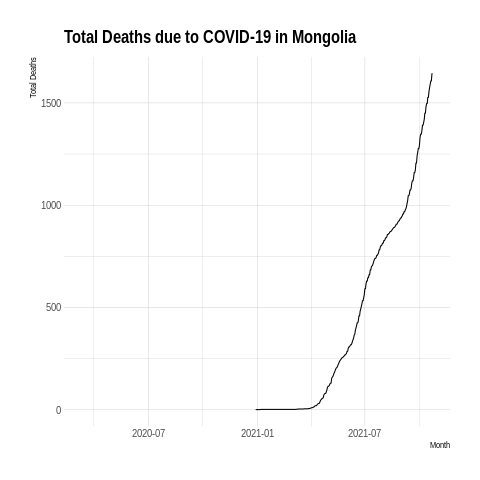 Total Deaths due to COVID-19 in Mongolia
Total Deaths
1500
1000
500
0
2020-07
2021-01
2021-07
Month